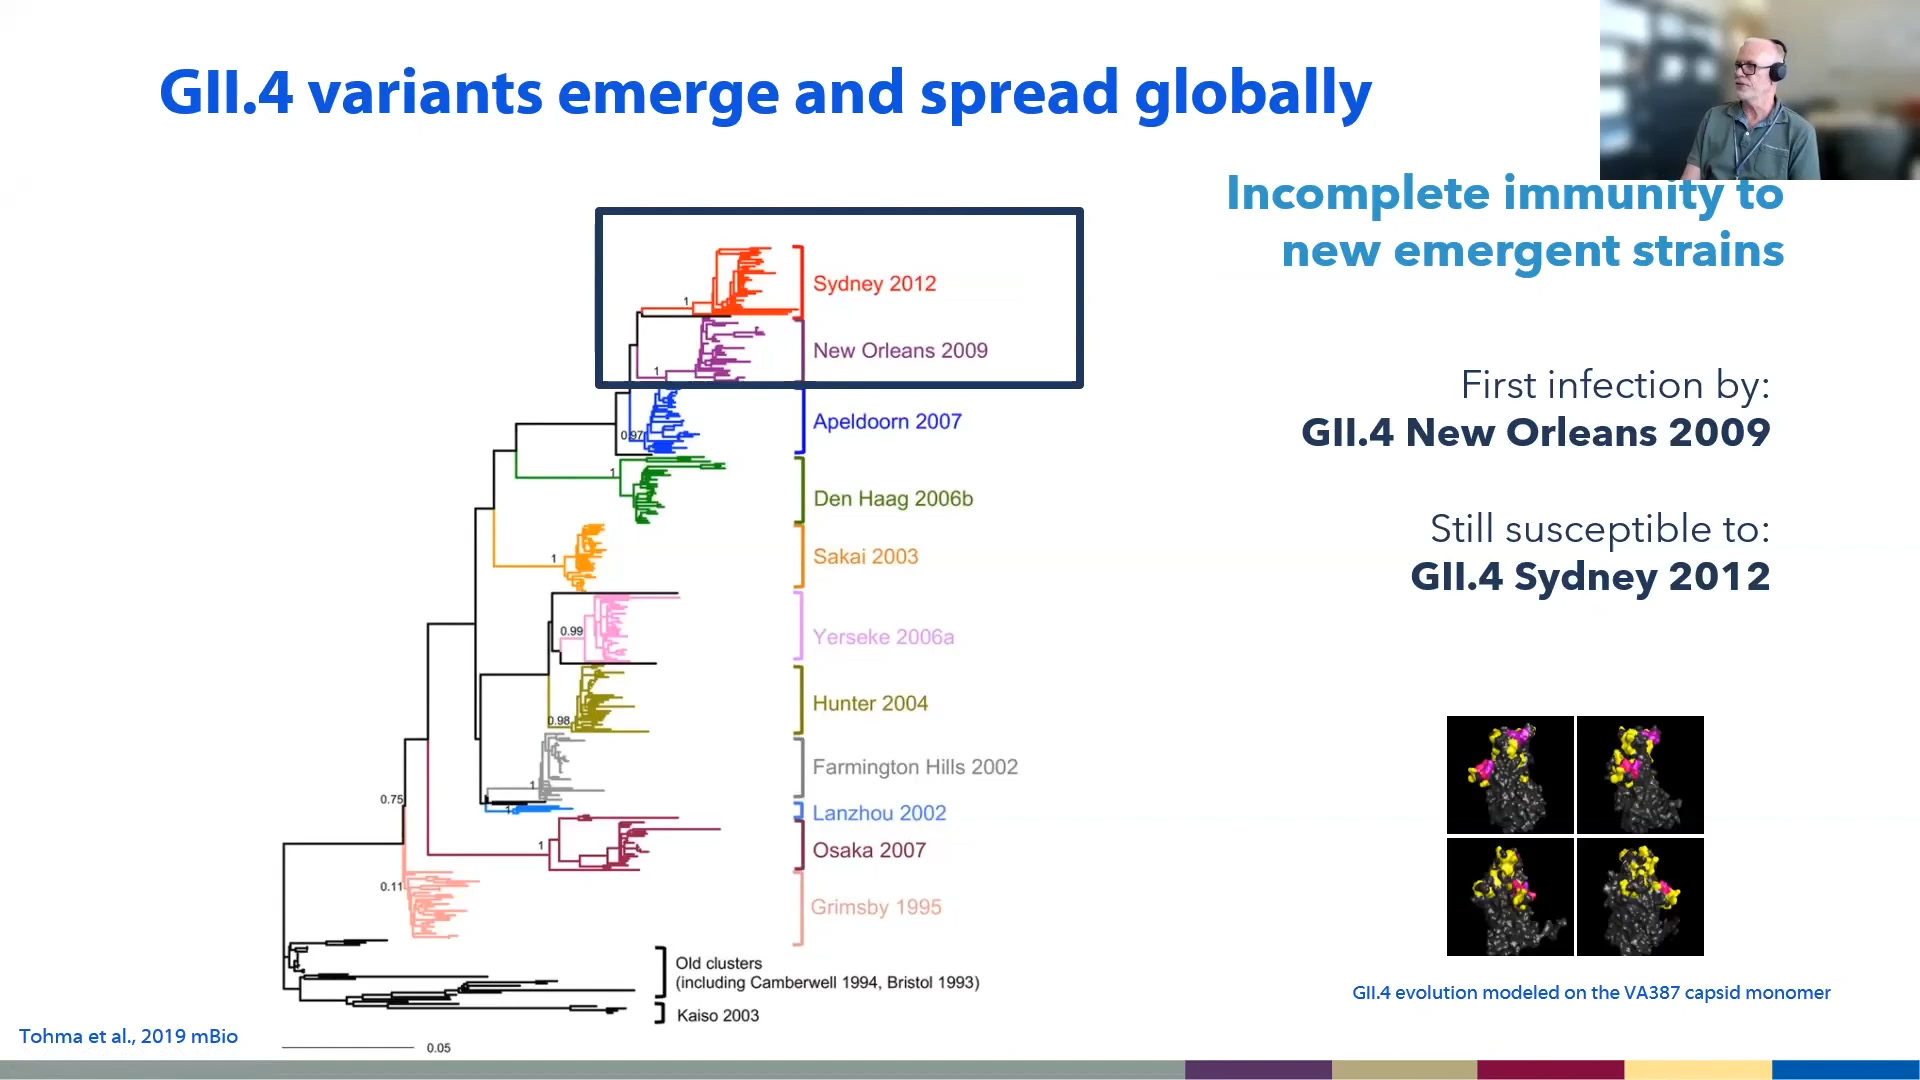 GII.4 variants emerge and spread globally
Incomplete immunity to
new emergent strains
First infection by:
GII.4 New Orleans 2009
Still susceptible to:
GII.4 Sydney 2012
1
Sydney 2012
1
New Orleans 2009
0.97
Apeldoorn 2007
1
Den Haag 2006b
1
Sakai 2003
0.99
Yerseke 2006a
0.98
Hunter 2004
1
Farmington Hills 2002
1
Lanzhou 2002
1
Osaka 2007
0.75
0.11
Grimsby 1995
Old clusters
(including Camberwell 1994, Bristol 1993)
Kaiso 2003
0.05
GII.4 evolution modeled on the VA387 capsid monomer
Tohma et al., 2019 mBio